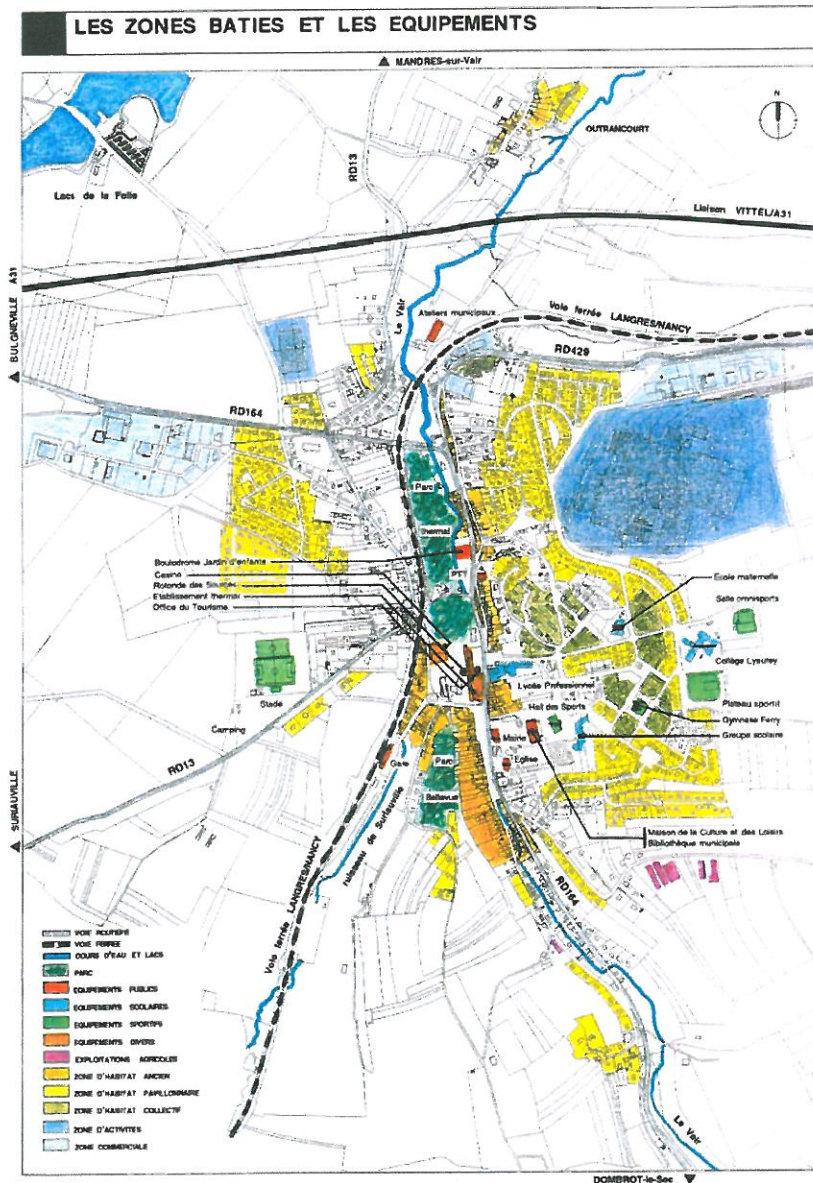 LES ZONES BATIES ET LES EQUIPEMENTS
MANDRES-sur-Vair
N
OUTRANCOURT
RD13
Lacs de la Folie
Liaison VITTEL/A31
BULGNEVILLE A31
Le Vair
Ateliers municipaux
Voie ferrée LANGRES/NANCY
RD429
RD164
Parc
thermal
Boulodrome Jardin d'enfants
Casino
Rotonde des Sources
Etablissement thermal
Office du Tourisme
PTT
Ecole maternelle
Salle omnisports
Collège Lyautey
Lycée Professionnel
Hall des Sports
Stade
Plateau sportif
Gymnase Ferry
Groupe scolaire
Camping
Mairie
Eglise
Gare
Parc
Bellevue
RD13
SURIAUVILLE
Maison de la Culture et des Loisirs
Bibliothèque municipale
ruisseau de Suriauville
Voie ferrée LANGRES/NANCY
RD164
VOIE ROUTIERE
VOIE FERREE
COURS D'EAU ET LACS
PARC
EQUIPEMENTS PUBLICS
EQUIPEMENTS SCOLAIRES
EQUIPEMENTS SPORTIFS
EQUIPEMENTS DIVERS
EXPLOITATIONS AGRICOLES
ZONE D'HABITAT ANCIEN
ZONE D'HABITAT PAVILLONNAIRE
ZONE D'HABITAT COLLECTIF
ZONE D'ACTIVITES
ZONE COMMERCIALE
Le Vair
DOMBROT-le-Sec